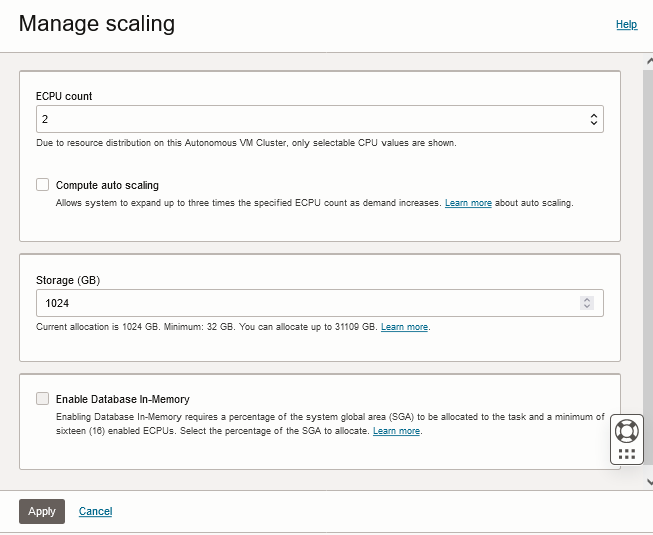 Manage scaling
Help
ECPU count
2
Due to resource distribution on this Autonomous VM Cluster, only selectable CPU values are shown.
Compute auto scaling
Allows system to expand up to three times the specified ECPU count as demand increases. Learn more about auto scaling.
Storage (GB)
1024
Current allocation is 1024 GB. Minimum: 32 GB. You can allocate up to 31109 GB. Learn more.
Enable Database In-Memory
Enabling Database In-Memory requires a percentage of the system global area (SGA) to be allocated to the task and a minimum of
sixteen (16) enabled ECPUs. Select the percentage of the SGA to allocate. Learn more.
Apply
Cancel